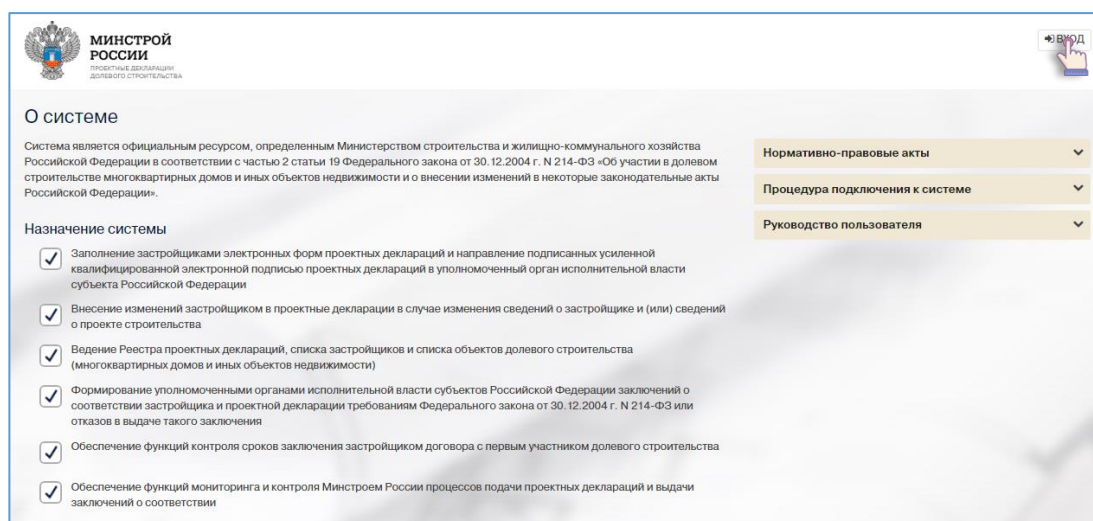 МИНСТРОЙ
РОССИИ
ПРОЕКТНЫЕ ДЕКЛАРАЦИИ
ДОЛЕВОГО СТРОИТЕЛЬСТВА
ВХОД
О системе
Система является официальным ресурсом, определенным Министерством строительства и жилищно-коммунального хозяйства
Российской Федерации в соответствии с частью 2 статьи 19 Федерального закона от 30.12.2004 г. N 214-ФЗ «Об участии в долевом
строительстве многоквартирных домов и иных объектов недвижимости и о внесении изменений в некоторые законодательные акты
Российской Федерации».
Назначение системы
Заполнение застройщиками электронных форм проектных деклараций и направление подписанных усиленной
квалифицированной электронной подписью проектных деклараций в уполномоченный орган исполнительной власти
субъекта Российской Федерации
Внесение изменений застройщиком в проектные декларации в случае изменения сведений о застройщике и (или) сведений
о проекте строительства
Ведение Реестра проектных деклараций, списка застройщиков и списка объектов долевого строительства
(многоквартирных домов и иных объектов недвижимости)
Формирование уполномоченными органами исполнительной власти субъектов Российской Федерации заключений о
соответствии застройщика и проектной декларации требованиям Федерального закона от 30.12.2004 г. N 214-ФЗ или
отказов в выдаче такого заключения
Обеспечение функций контроля сроков заключения застройщиком договора с первым участником долевого строительства
Обеспечение функций мониторинга и контроля Минстроем России процессов подачи проектных деклараций и выдачи
заключений о соответствии
Нормативно-правовые акты
Процедура подключения к системе
Руководство пользователя